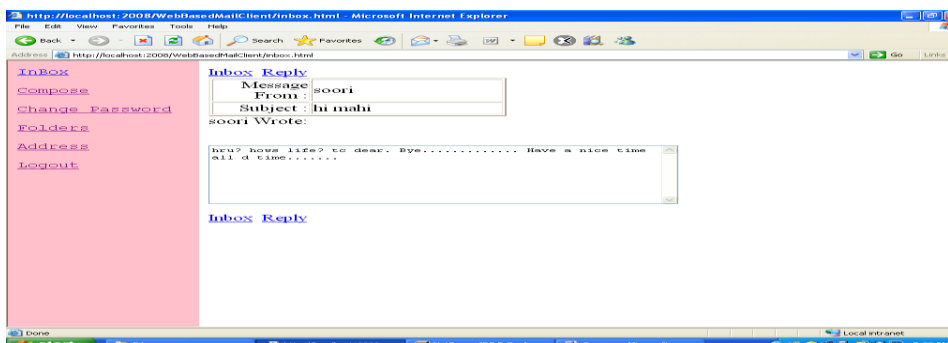 http://localhost:2008/WebBasedMailClient/inbox.html - Microsoft Internet Explorer
File Edit View Favorites Tools Help
Back Search Favorites
Address http://localhost:2008/WebBasedMailClient/inbox.html Go Links
InBox
Compose
Change Password
Folders
Address
Logout
Inbox Reply
Message From : soori
Subject : hi mahi
soori Wrote:
hru? hows life? tc dear. Bye............. Have a nice time
all d time.......
Inbox Reply
Done Local intranet